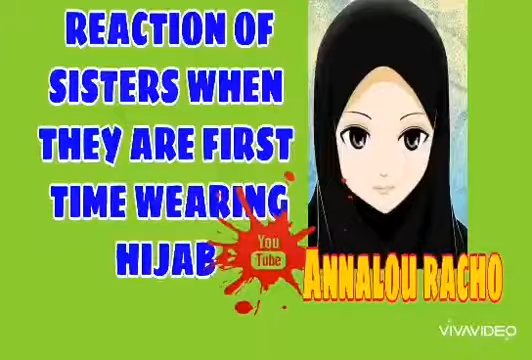 REACTION OF
SISTERS WHEN
THEY ARE FIRST
TIME WEARING
HIJAB
You
Tube
ANNALOU RACHO
VIVAVIDEO